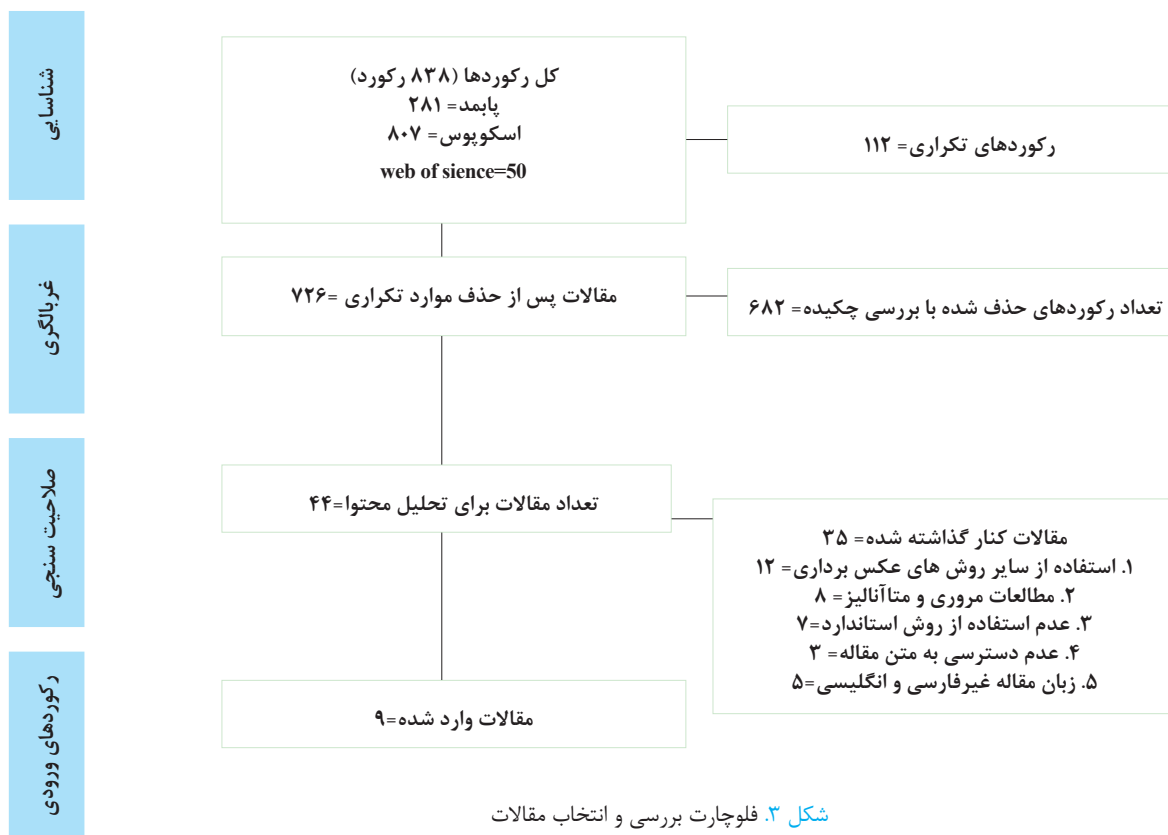 شناسایی
کل رکوردها (۸۳۸ رکورد)
پابمد= ۲۸۱
اسکوپوس= ۸۰۷
web of sience=50
رکوردهای تکراری= ۱۱۲
غربالگری
مقالات پس از حذف موارد تکراری =۷۲۶
تعداد رکوردهای حذف شده با بررسی چکیده= ۶۸۲
صلاحیت سنجی
تعداد مقالات برای تحلیل محتوا=۴۴
مقالات کنار گذاشته شده= ۳۵
۱. استفاده از سایر روش های عکس برداری= ۱۲
۲. مطالعات مروری و متاآنالیز= ۸
۳. عدم استفاده از روش استاندارد=۷
۴. عدم دسترسی به متن مقاله= ۳
۵. زبان مقاله غیرفارسی و انگلیسی=۵
رکوردهای ورودی
مقالات وارد شده=۹
شکل ۳. فلوچارت بررسی و انتخاب مقالات